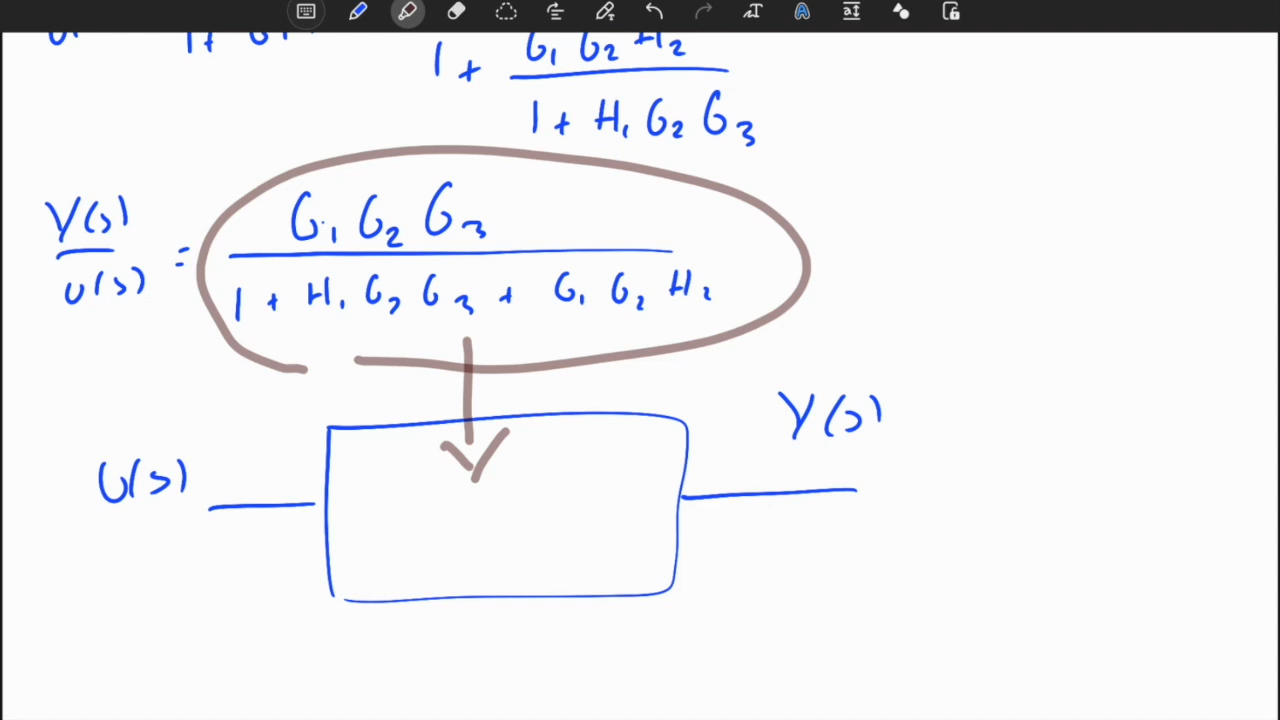 1 + G₁ G₂ H₂
1 + H₁ G₂ G₃
Y(s) / U(s) = G₁ G₂ G₃
1 + H₁ G₂ G₃ + G₁ G₂ H₂
Y(s)
U(s)